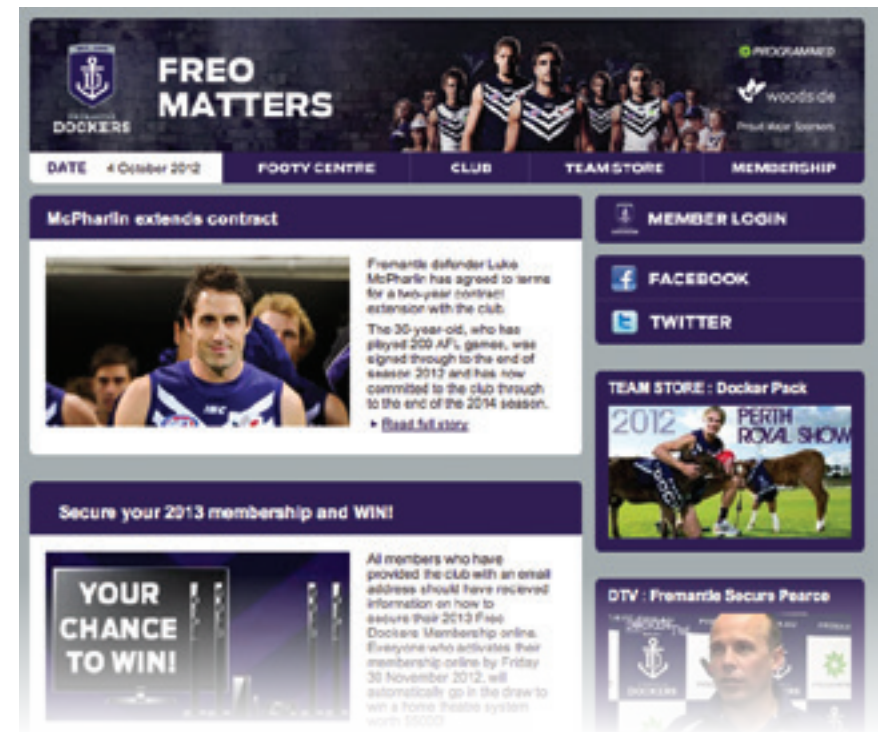 FREO
MATTERS
DOCKERS
PROGRAMMED
woodside
Proud Major Sponsors
DATE 4 October 2012
FOOTY CENTRE
CLUB
TEAM STORE
MEMBERSHIP
McPharlin extends contract
Fremantle defender Luke
McPharlin has agreed to terms
for a two-year contract
extension with the club.
The 30-year-old, who has
played 200 AFL games, was
signed through to the end of
season 2012 and has now
committed to the club through
to the end of the 2014 season.
Read full story
Secure your 2013 membership and WIN!
YOUR
CHANCE
TO WIN!
All members who have
provided the club with an email
address should have recieved
information on how to
secure their 2013 Freo
Dockers Membership online.
Everyone who activates their
membership online by Friday
30 November 2012, will
automatically go in the draw to
win a home theatre system
worth $5000!
MEMBER LOGIN
FACEBOOK
TWITTER
TEAM STORE : Docker Pack
2012
PERTH
ROYAL SHOW
DTV : Fremantle Secure Pearce
DOCKERS